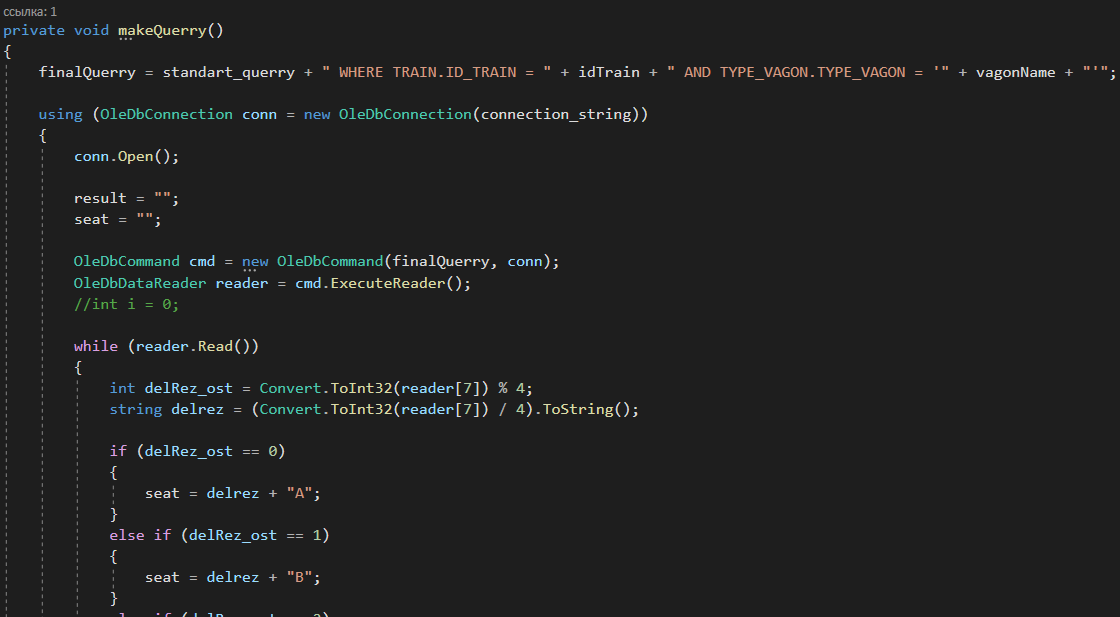 ссылка: 1
private void makeQuerry()
{
finalQuerry = standart_querry + " WHERE TRAIN.ID_TRAIN = " + idTrain + " AND TYPE_VAGON.TYPE_VAGON = '" + vagonName + "'";
using (OleDbConnection conn = new OleDbConnection(connection_string))
{
conn.Open();
result = "";
seat = "";
OleDbCommand cmd = new OleDbCommand(finalQuerry, conn);
OleDbDataReader reader = cmd.ExecuteReader();
//int i = 0;
while (reader.Read())
{
int delRez_ost = Convert.ToInt32(reader[7]) % 4;
string delrez = (Convert.ToInt32(reader[7]) / 4).ToString();
if (delRez_ost == 0)
{
seat = delrez + "A";
}
else if (delRez_ost == 1)
{
seat = delrez + "B";
}